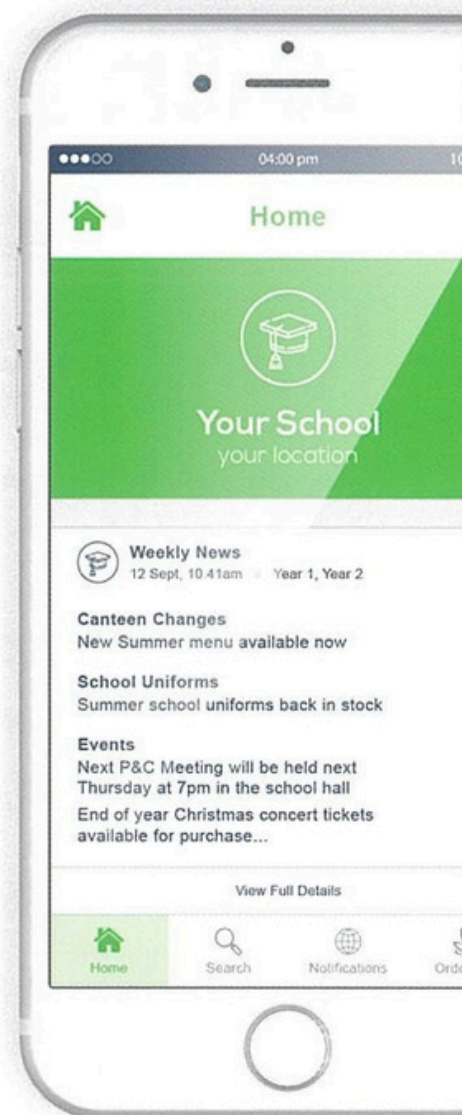 04:00 pm
10
Home
Your School
your location
Weekly News
12 Sept, 10.41am Year 1, Year 2
Canteen Changes
New Summer menu available now
School Uniforms
Summer school uniforms back in stock
Events
Next P&C Meeting will be held next
Thursday at 7pm in the school hall
End of year Christmas concert tickets
available for purchase...
View Full Details
Home Search Notifications